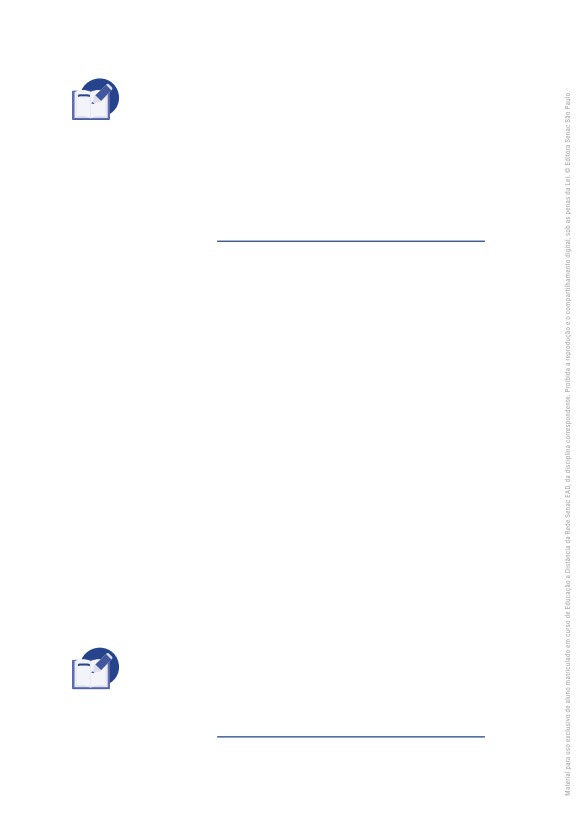 Material para uso exclusivo de aluno matriculado em curso de Educação a Distância da Rede Senac EAD, da disciplina correspondente. Proibida a reprodução e o compartilhamento digital, sob as penas da Lei. © Editora Senac São Paulo.